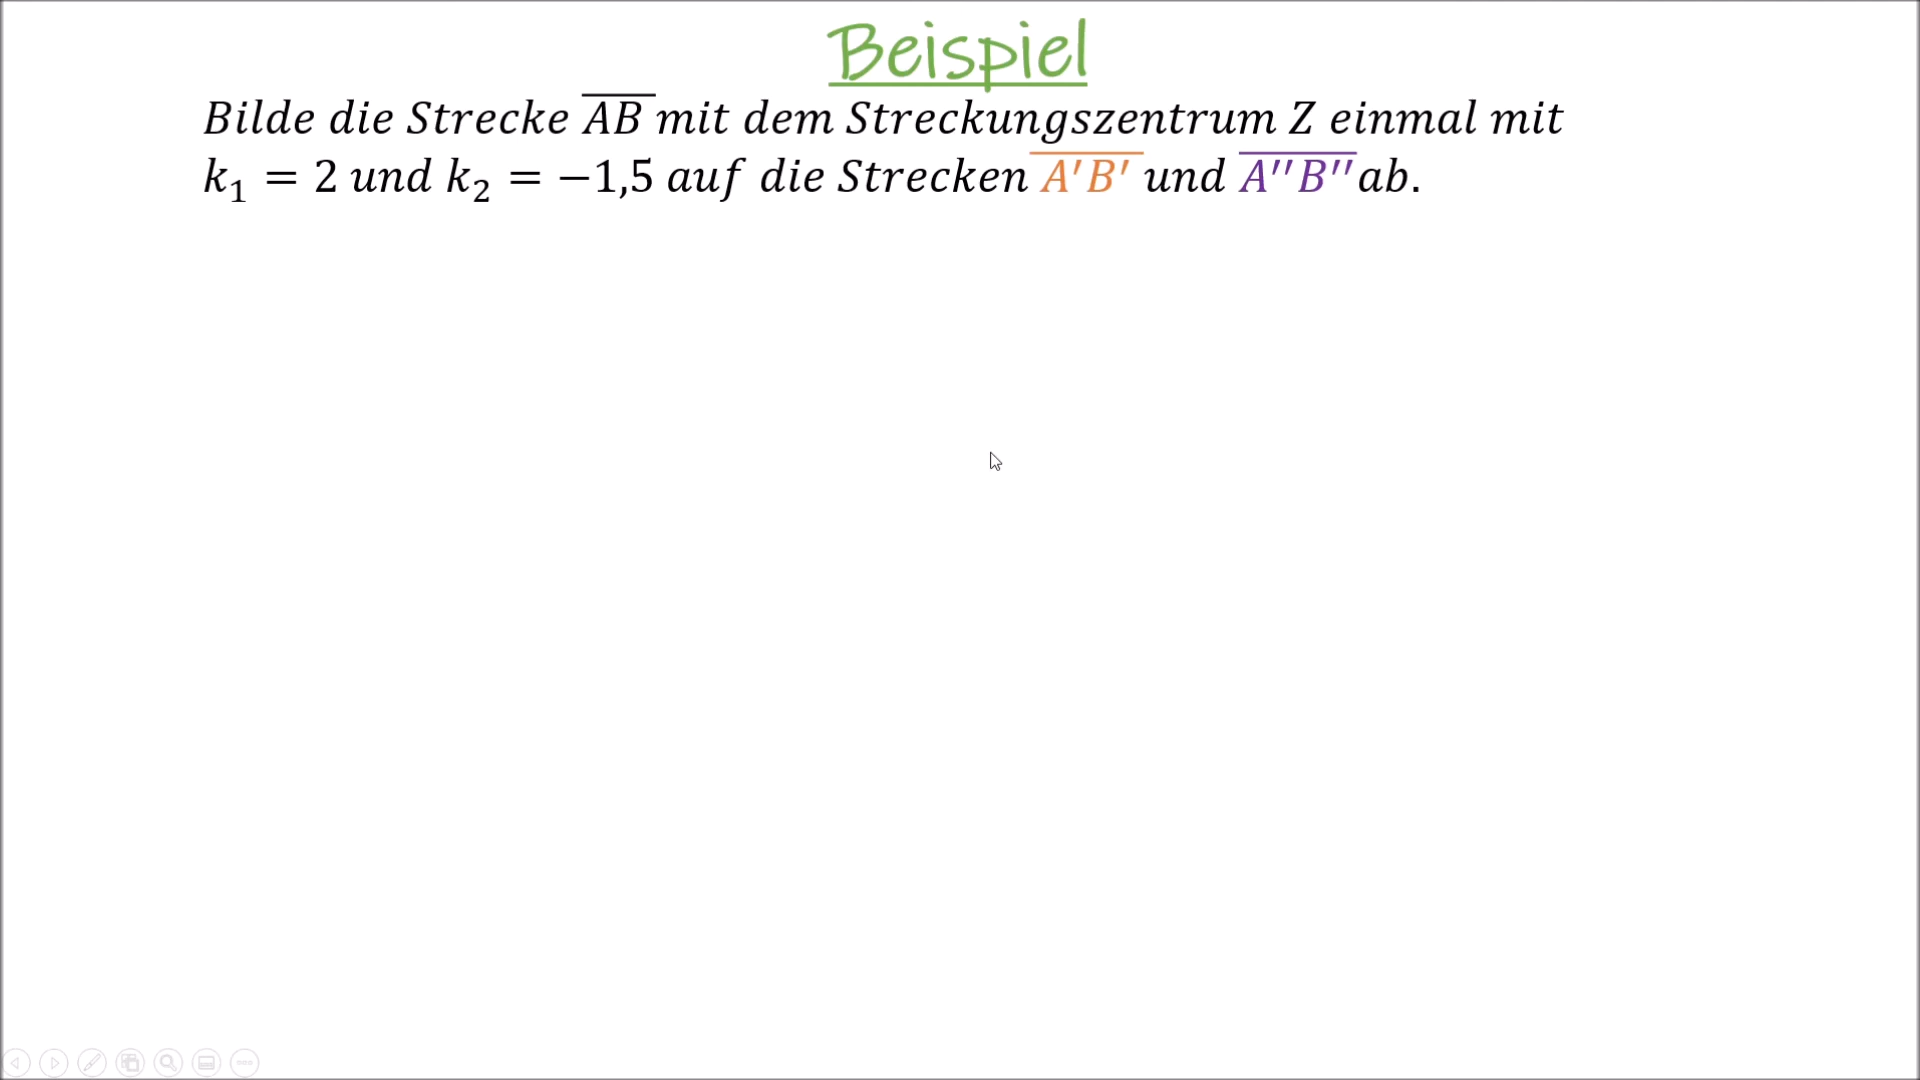 Beispiel
Bilde die Strecke A̅B̅ mit dem Streckungszentrum Z einmal mit
k₁ = 2 und k₂ = −1,5 auf die Strecken A̅'̅B̅'̅ und A̅'̅'̅B̅'̅'̅ ab.